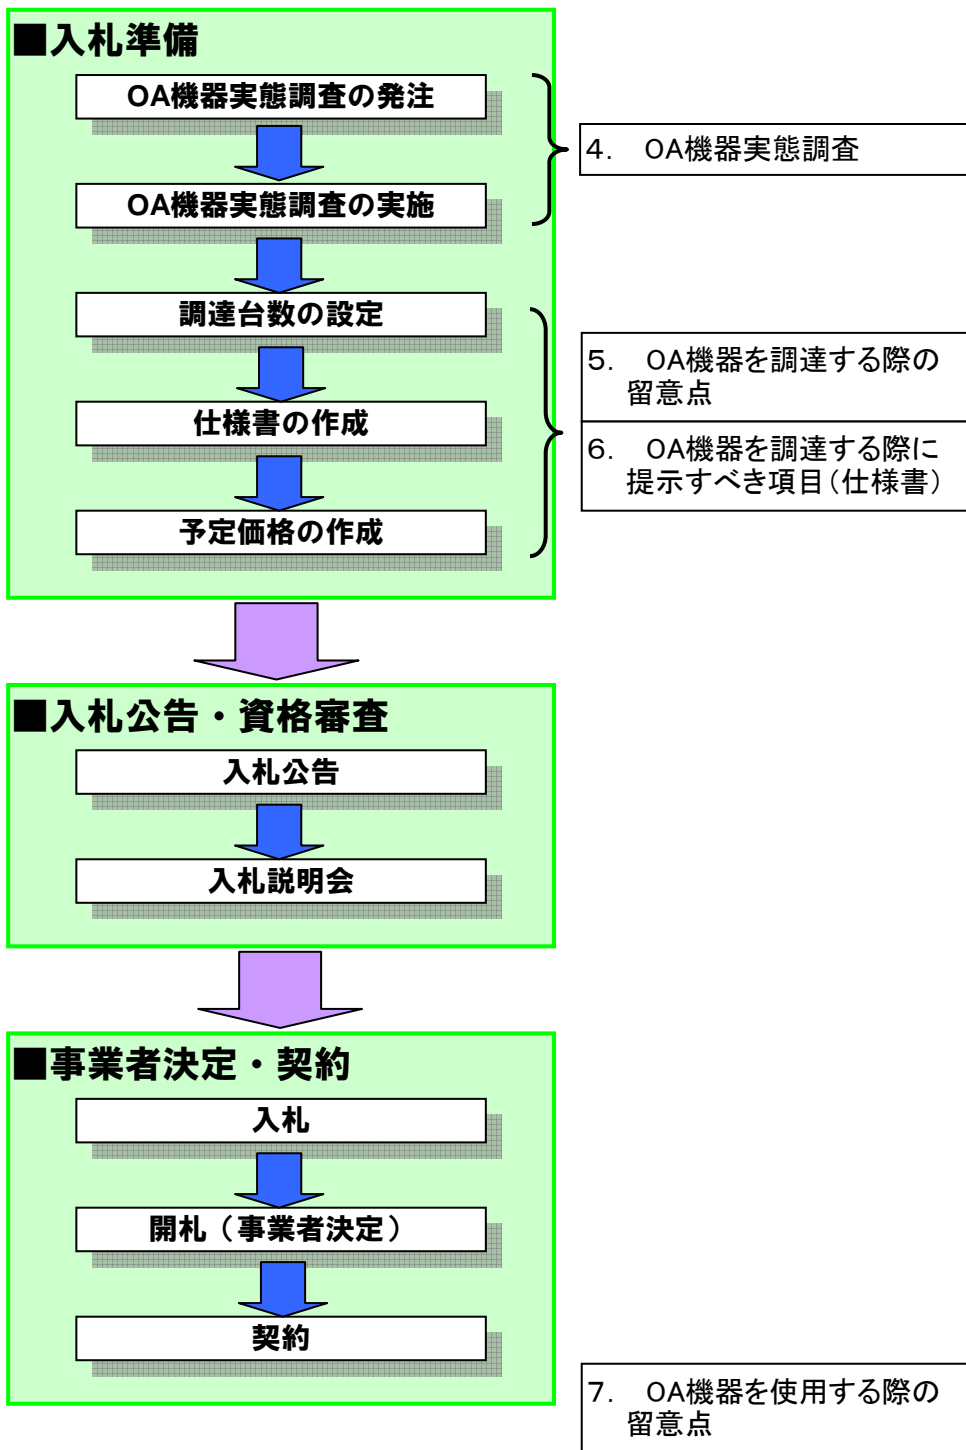 ■入札準備
OA機器実態調査の発注
OA機器実態調査の実施
4.　OA機器実態調査
調達台数の設定
仕様書の作成
予定価格の作成
5.　OA機器を調達する際の
留意点
6.　OA機器を調達する際に
提示すべき項目（仕様書）
■入札公告・資格審査
入札公告
入札説明会
■事業者決定・契約
入札
開札（事業者決定）
契約
7.　OA機器を使用する際の
留意点